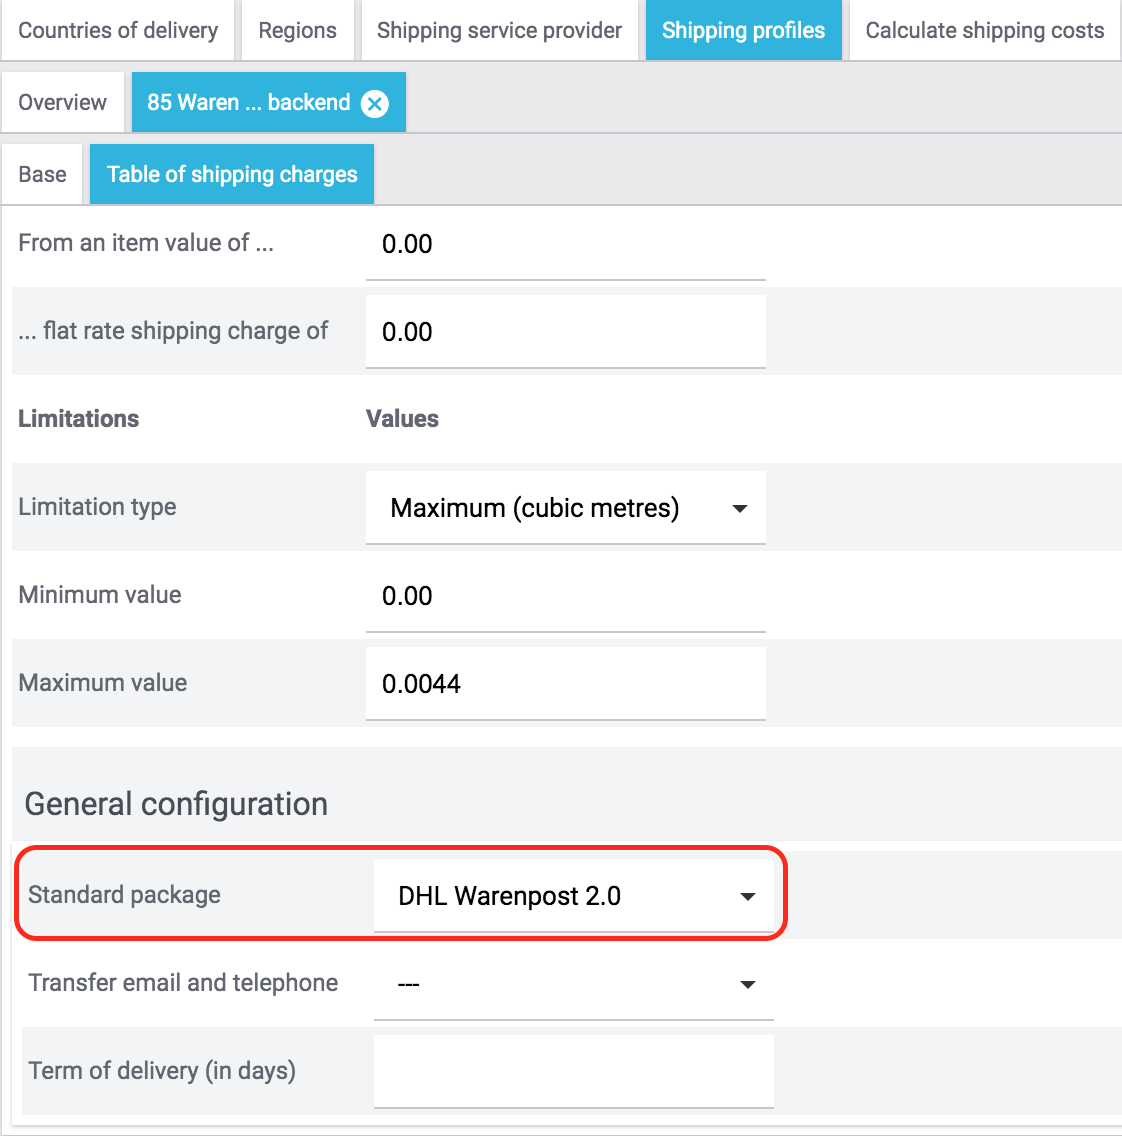 Countries of delivery Regions Shipping service provider Shipping profiles Calculate shipping costs
Overview 85 Waren ... backend
Base Table of shipping charges
From an item value of ... 0.00
... flat rate shipping charge of 0.00
Limitations Values
Limitation type Maximum (cubic metres)
Minimum value 0.00
Maximum value 0.0044
General configuration
Standard package DHL Warenpost 2.0
Transfer email and telephone ---
Term of delivery (in days)